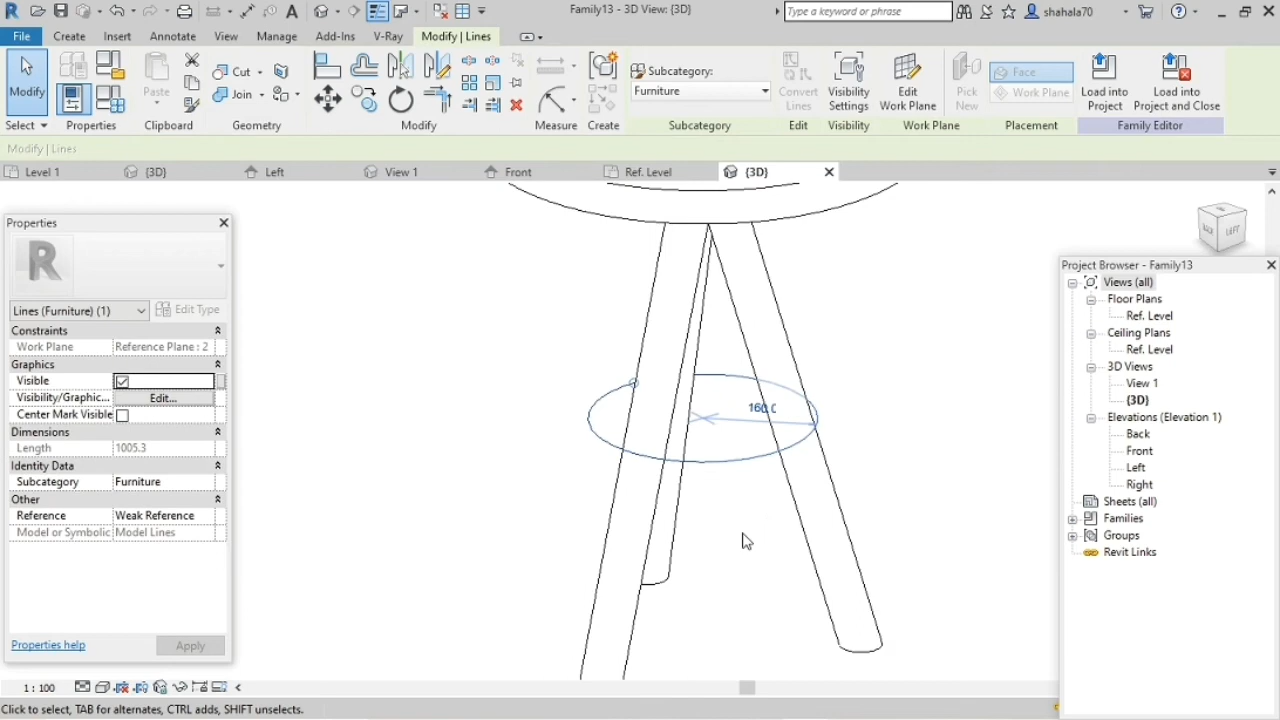 Family13 - 3D View: {3D}
Type a keyword or phrase
shahala70
File
Create
Insert
Annotate
View
Manage
Add-Ins
V-Ray
Modify | Lines
Modify
Paste
Cut
Join
Subcategory:
Furniture
Convert
Lines
Visibility
Settings
Edit
Work Plane
Pick
New
Face
Work Plane
Load into
Project
Load into
Project and Close
Select
Properties
Clipboard
Geometry
Modify
Measure
Create
Subcategory
Edit
Visibility
Work Plane
Placement
Family Editor
Modify | Lines
Level 1
{3D}
Left
View 1
Front
Ref. Level
{3D}
Properties
Lines (Furniture) (1)
Edit Type
Constraints
Work Plane
Reference Plane : 2
Graphics
Visible
Visibility/Graphic...
Edit...
Center Mark Visible
Dimensions
Length
1005.3
Identity Data
Subcategory
Furniture
Other
Reference
Weak Reference
Model or Symbolic
Model Lines
Properties help
Apply
LEFT
Project Browser - Family13
Views (all)
Floor Plans
Ref. Level
Ceiling Plans
Ref. Level
3D Views
View 1
{3D}
Elevations (Elevation 1)
Back
Front
Left
Right
Sheets (all)
Families
Groups
Revit Links
1 : 100
Click to select, TAB for alternates, CTRL adds, SHIFT unselects.